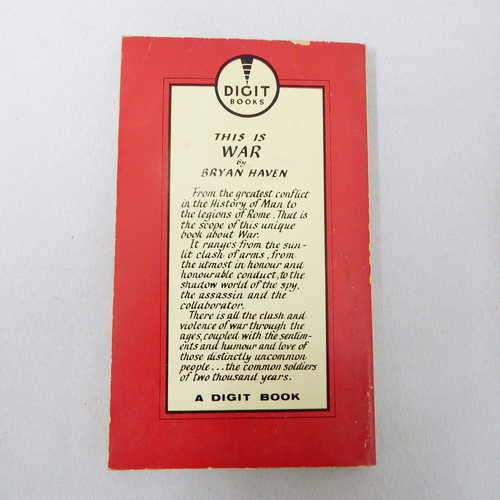 DIGIT
BOOKS
THIS IS
WAR
by
BRYAN HAVEN
From the greatest conflict
in the History of Man to
the legions of Rome. That is
the scope of this unique
book about War.
It ranges from the sun-
lit clash of arms, from
the utmost in honour and
honourable conduct, to the
shadow world of the spy,
the assassin and the
collaborator.
There is all the clash and
violence of war through the
ages, coupled with the sentim-
ents and humour and love of
those distinctly uncommon
people... the common soldiers
of two thousand years.
A DIGIT BOOK